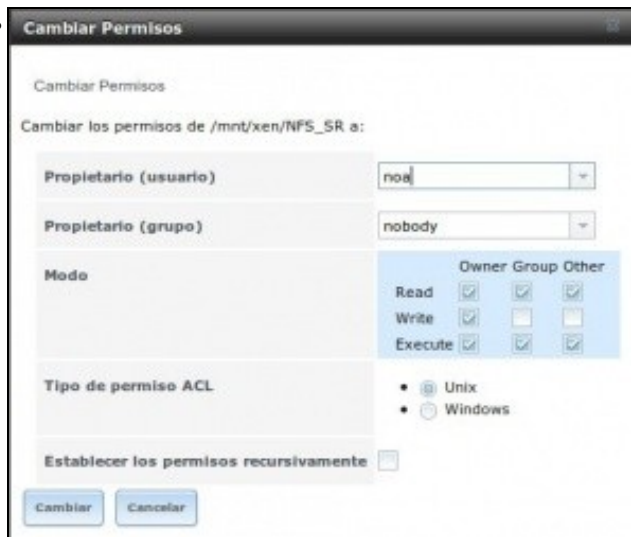 Cambiar Permisos
Cambiar Permisos
Cambiar los permisos de /mnt/xen/NFS_SR a:
Propietario (usuario) noa
Propietario (grupo) nobody
Modo Owner Group Other
Read
Write
Execute
Tipo de permiso ACL Unix
Windows
Establecer los permisos recursivamente
Cambiar Cancelar